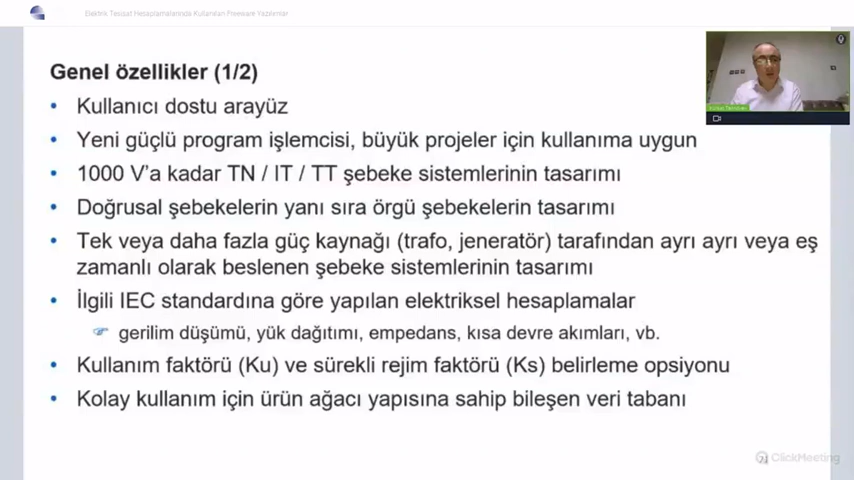 Elektrik Tesisat Hesaplamalarında Kullanılan Freeware Yazılımlar
Genel özellikler (1/2)
• Kullanıcı dostu arayüz
• Yeni güçlü program işlemcisi, büyük projeler için kullanıma uygun
• 1000 V'a kadar TN / IT / TT şebeke sistemlerinin tasarımı
• Doğrusal şebekelerin yanı sıra örgü şebekelerin tasarımı
• Tek veya daha fazla güç kaynağı (trafo, jeneratör) tarafından ayrı ayrı veya eş
zamanlı olarak beslenen şebeke sistemlerinin tasarımı
• İlgili IEC standardına göre yapılan elektriksel hesaplamalar
gerilim düşümü, yük dağıtımı, empedans, kısa devre akımları, vb.
• Kullanım faktörü (Ku) ve sürekli rejim faktörü (Ks) belirleme opsiyonu
• Kolay kullanım için ürün ağacı yapısına sahip bileşen veri tabanı
ClickMeeting